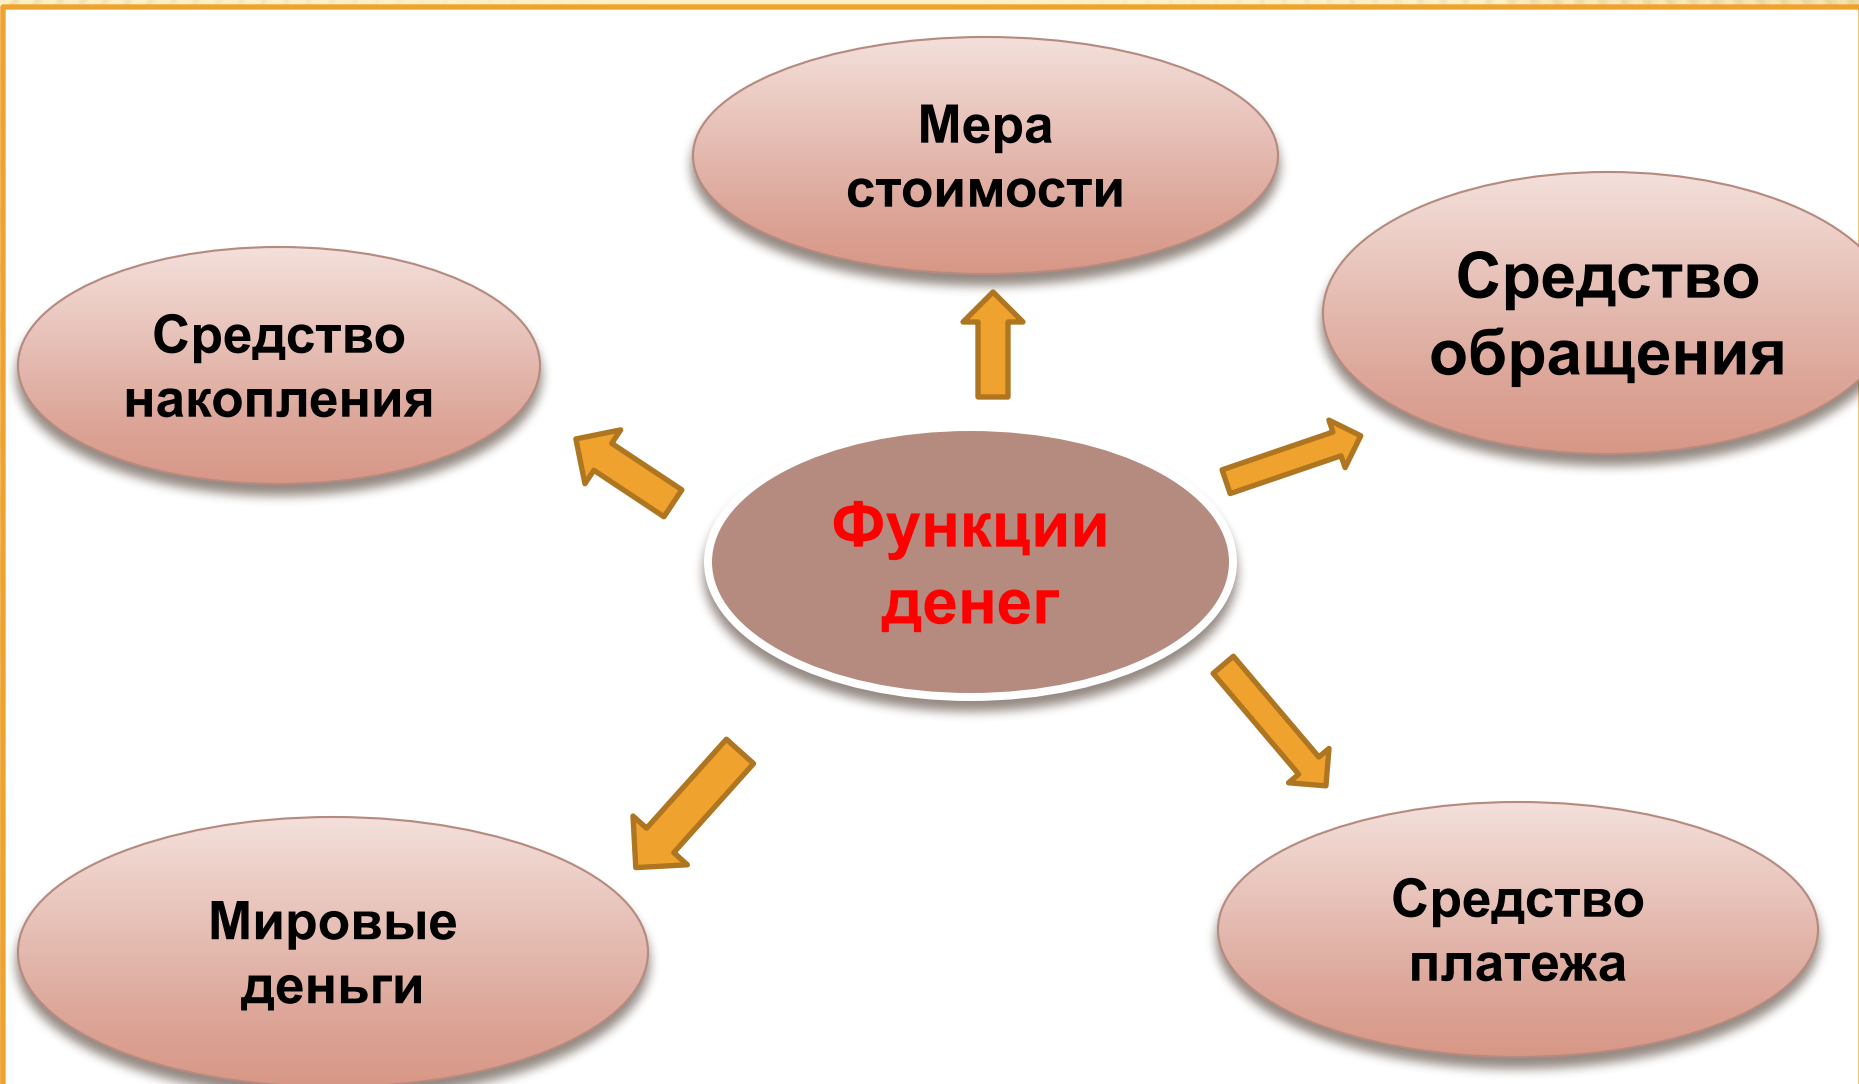 Мера
стоимости
Средство
обращения
Средство
накопления
Функции
денег
Мировые
деньги
Средство
платежа